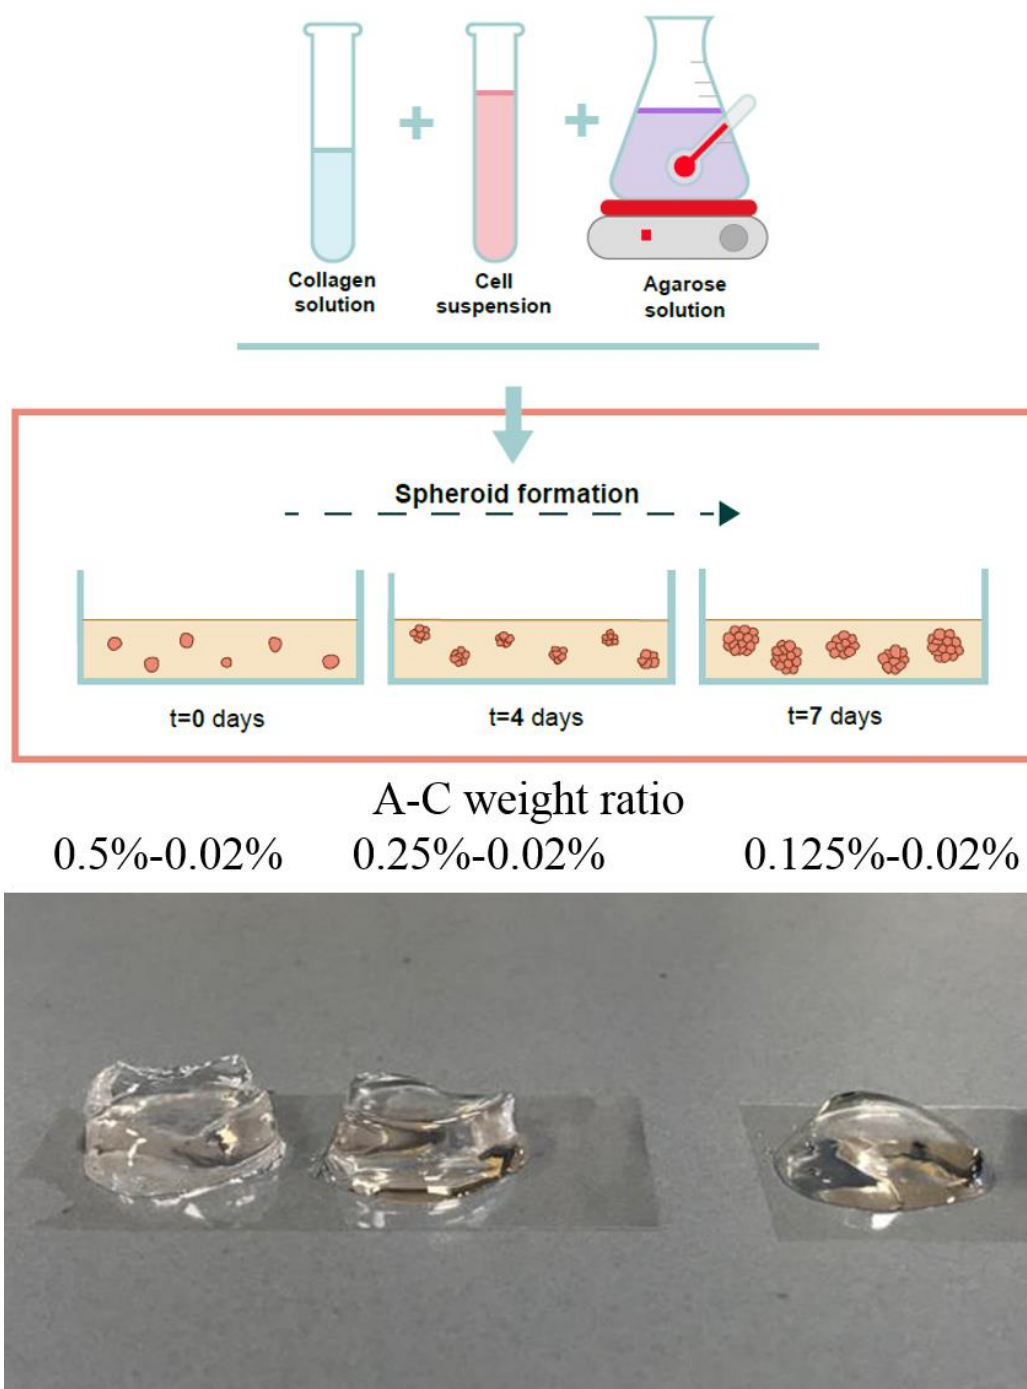 Collagen
solution
Cell
suspension
Agarose
solution
Spheroid formation
t=0 days
t=4 days
t=7 days
A-C weight ratio
0.5%-0.02% 0.25%-0.02% 0.125%-0.02%